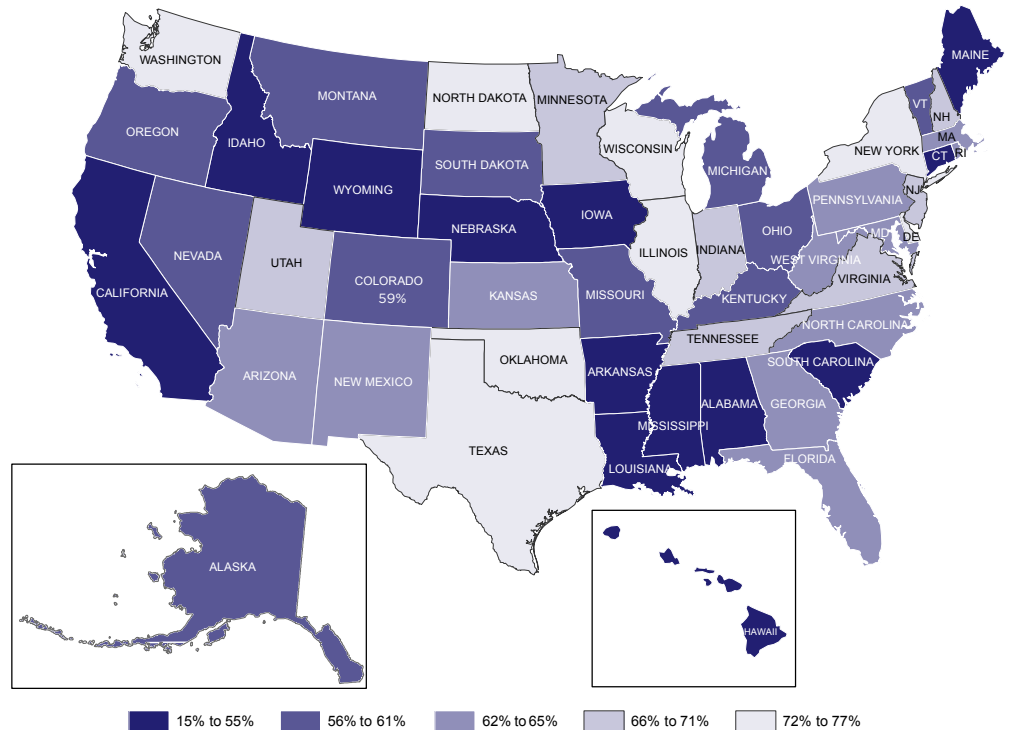 MAINE
WASHINGTON
MONTANA
NORTH DAKOTA
MINNESOTA
VT
NH
OREGON
IDAHO
WISCONSIN
MA
NEW YORK
CT
RI
SOUTH DAKOTA
MICHIGAN
WYOMING
NJ
PENNSYLVANIA
IOWA
NEBRASKA
OHIO
MD
DE
NEVADA
UTAH
ILLINOIS
INDIANA
WEST VIRGINIA
COLORADO
59%
VIRGINIA
CALIFORNIA
KANSAS
MISSOURI
KENTUCKY
NORTH CAROLINA
TENNESSEE
OKLAHOMA
SOUTH CAROLINA
ARIZONA
NEW MEXICO
ARKANSAS
ALABAMA
GEORGIA
MISSISSIPPI
TEXAS
FLORIDA
LOUISIANA
ALASKA
HAWAII
15% to 55%
56% to 61%
62% to 65%
66% to 71%
72% to 77%